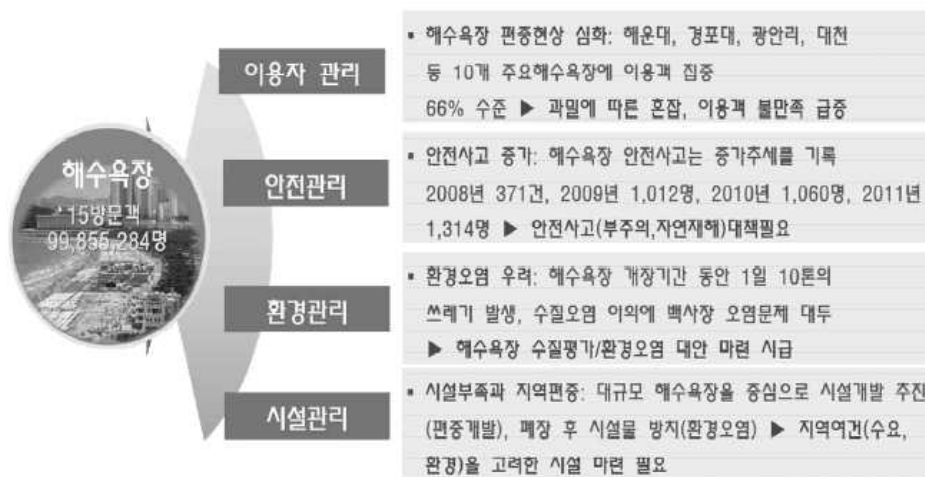 해수욕장
'15방문객
99,855,284명
이용자 관리
▪ 해수욕장 편중현상 심화: 해운대, 경포대, 광안리, 대천
등 10개 주요해수욕장에 이용객 집중
66% 수준 ▶ 과밀에 따른 혼잡, 이용객 불만족 급증
안전관리
▪ 안전사고 증가: 해수욕장 안전사고는 증가추세를 기록
2008년 371건, 2009년 1,012명, 2010년 1,060명, 2011년
1,314명 ▶ 안전사고(부주의,자연재해)대책필요
환경관리
▪ 환경오염 우려: 해수욕장 개장기간 동안 1일 10톤의
쓰레기 발생, 수질오염 이외에 백사장 오염문제 대두
▶ 해수욕장 수질평가/환경오염 대안 마련 시급
시설관리
▪ 시설부족과 지역편중: 대규모 해수욕장을 중심으로 시설개발 추진
(편중개발), 폐장 후 시설물 방치(환경오염) ▶ 지역여건(수요,
환경)을 고려한 시설 마련 필요